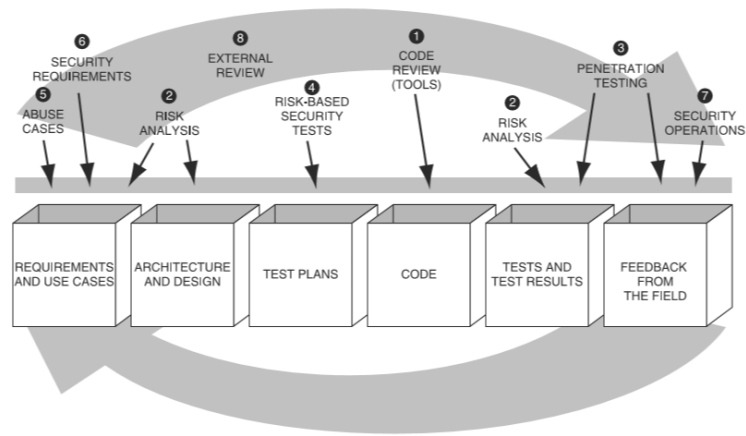 6
SECURITY
REQUIREMENTS
8
EXTERNAL
REVIEW
1
CODE
REVIEW
(TOOLS)
3
PENETRATION
TESTING
5
ABUSE
CASES
2
RISK
ANALYSIS
4
RISK-BASED
SECURITY
TESTS
2
RISK
ANALYSIS
7
SECURITY
OPERATIONS
REQUIREMENTS
AND USE CASES
ARCHITECTURE
AND DESIGN
TEST PLANS
CODE
TESTS AND
TEST RESULTS
FEEDBACK
FROM
THE FIELD